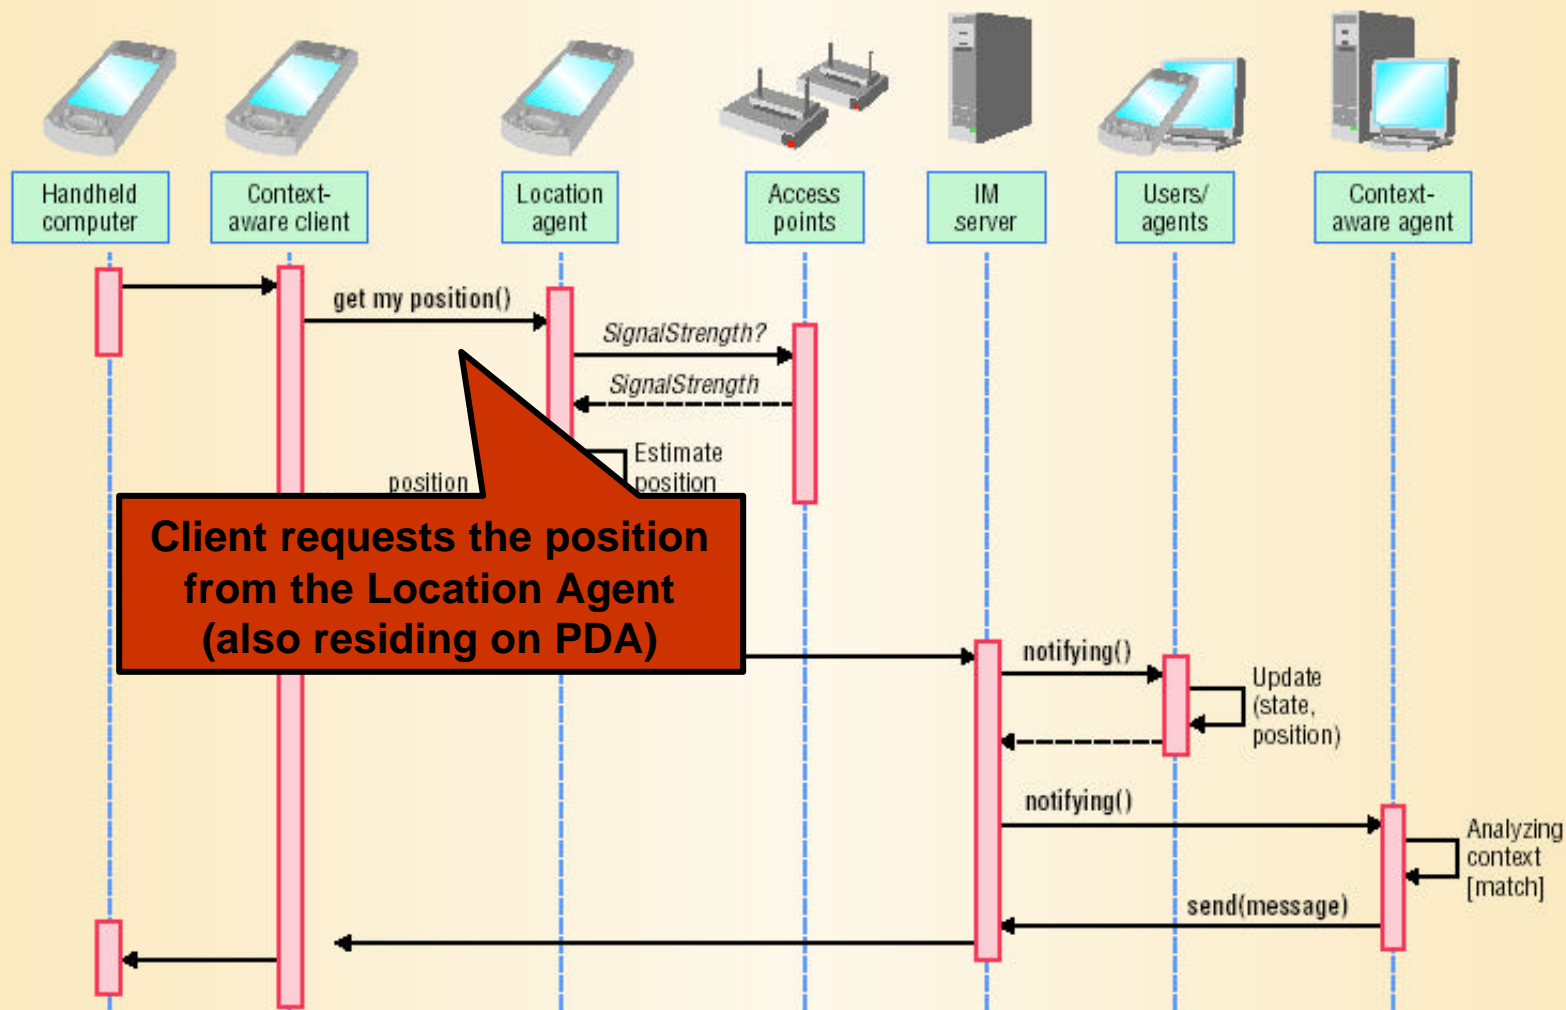 Handheld
computer
Context-
aware client
Location
agent
Access
points
IM
server
Users/
agents
Context-
aware agent
get my position()
SignalStrength?
SignalStrength
Estimate
position
position
Client requests the position
from the Location Agent
(also residing on PDA)
notifying()
Update
(state,
position)
notifying()
Analyzing
context
[match]
send(message)